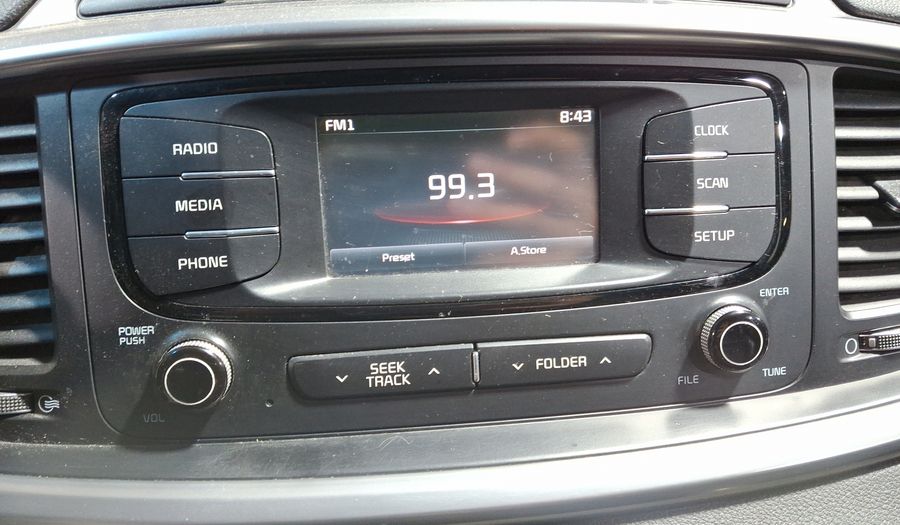 FM1
8:43
99.3
Preset
A.Store
RADIO
MEDIA
PHONE
CLOCK
SCAN
SETUP
POWER
PUSH
VOL
SEEK
TRACK
FOLDER
ENTER
FILE
TUNE